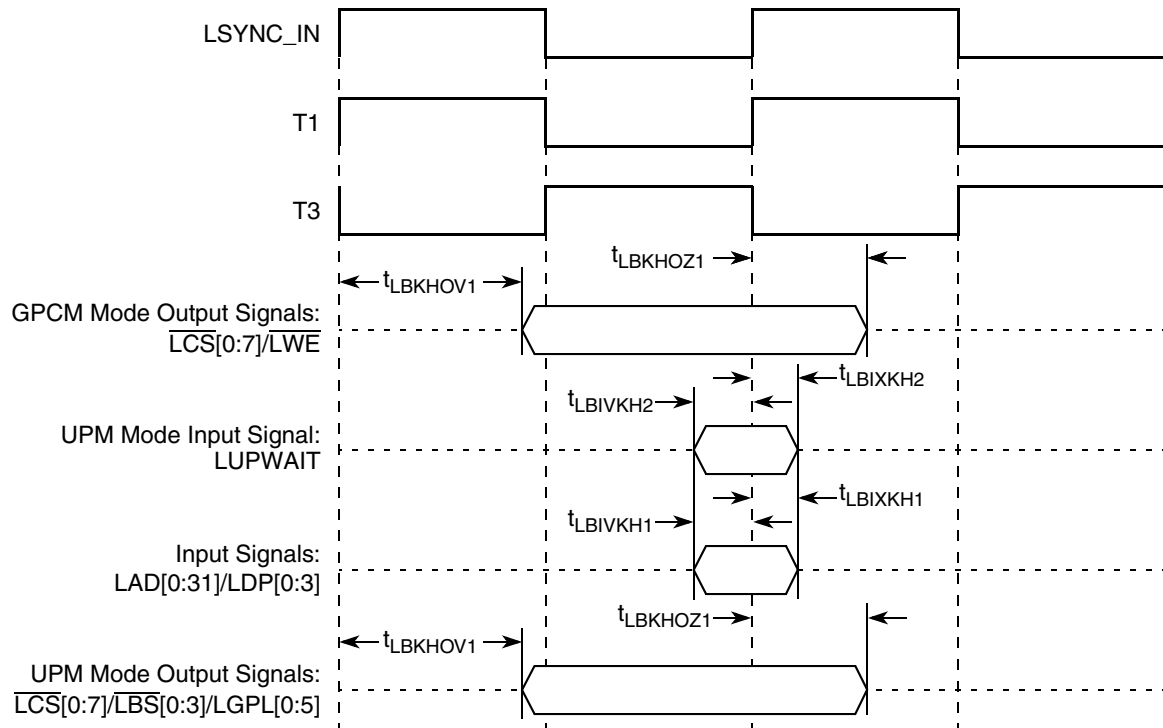 LSYNC_IN
T1
T3
tLBKHOZ1
tLBKHOV1
GPCM Mode Output Signals:
LCS[0:7]/LWE
tLBIXKH2
tLBIVKH2
UPM Mode Input Signal:
LUPWAIT
tLBIXKH1
tLBIVKH1
Input Signals:
LAD[0:31]/LDP[0:3]
tLBKHOZ1
tLBKHOV1
UPM Mode Output Signals:
LCS[0:7]/LBS[0:3]/LGPL[0:5]